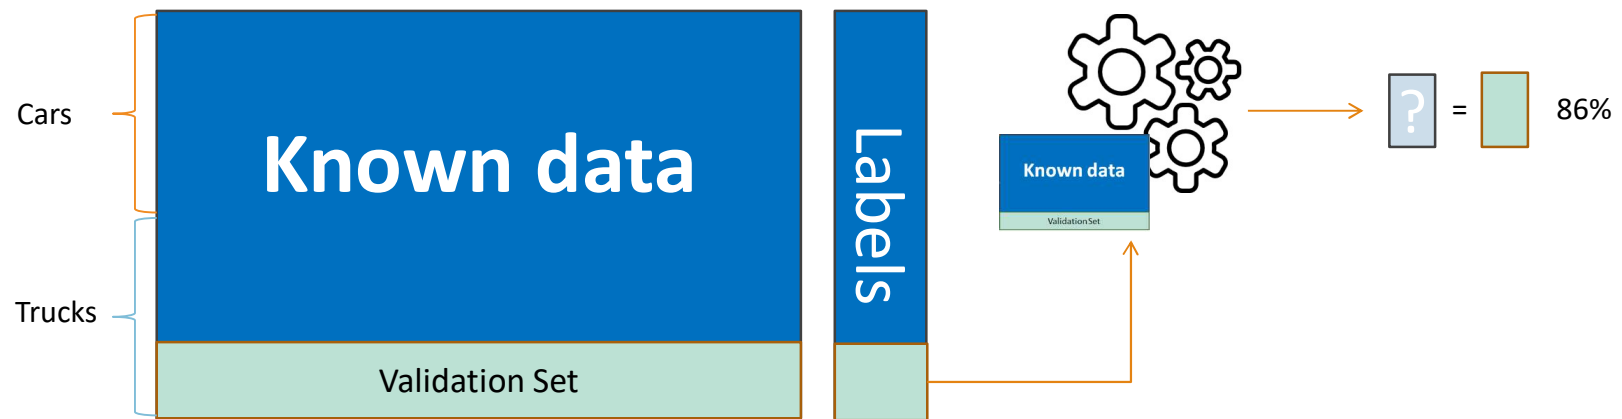 Cars
Trucks
Known data
Validation Set
Labels
Known data
Validation Set
? = 86%